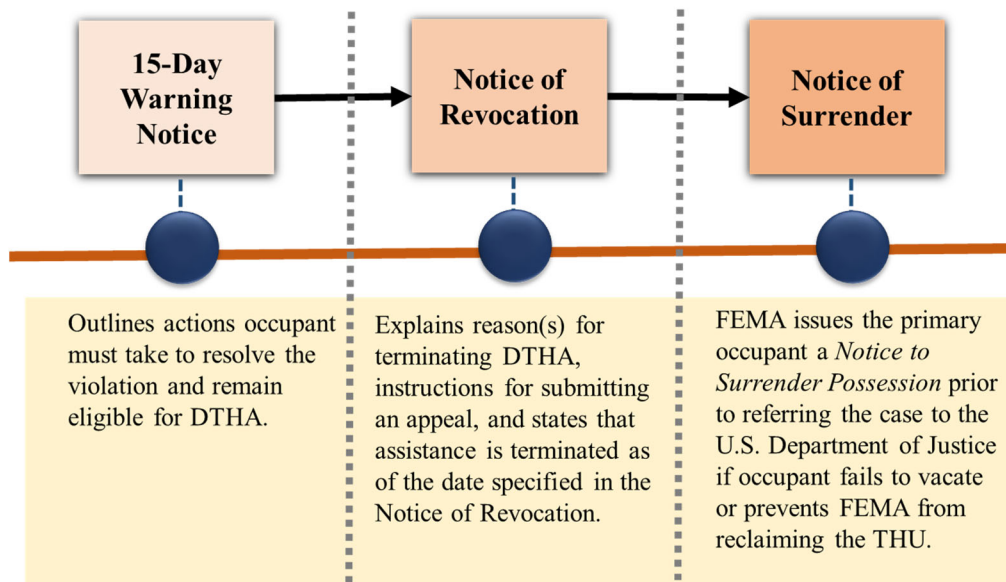 15-Day
Warning
Notice
Notice of
Revocation
Notice of
Surrender
Outlines actions occupant
must take to resolve the
violation and remain
eligible for DTHA.
Explains reason(s) for
terminating DTHA,
instructions for submitting
an appeal, and states that
assistance is terminated as
of the date specified in the
Notice of Revocation.
FEMA issues the primary
occupant a Notice to
Surrender Possession prior
to referring the case to the
U.S. Department of Justice
if occupant fails to vacate
or prevents FEMA from
reclaiming the THU.